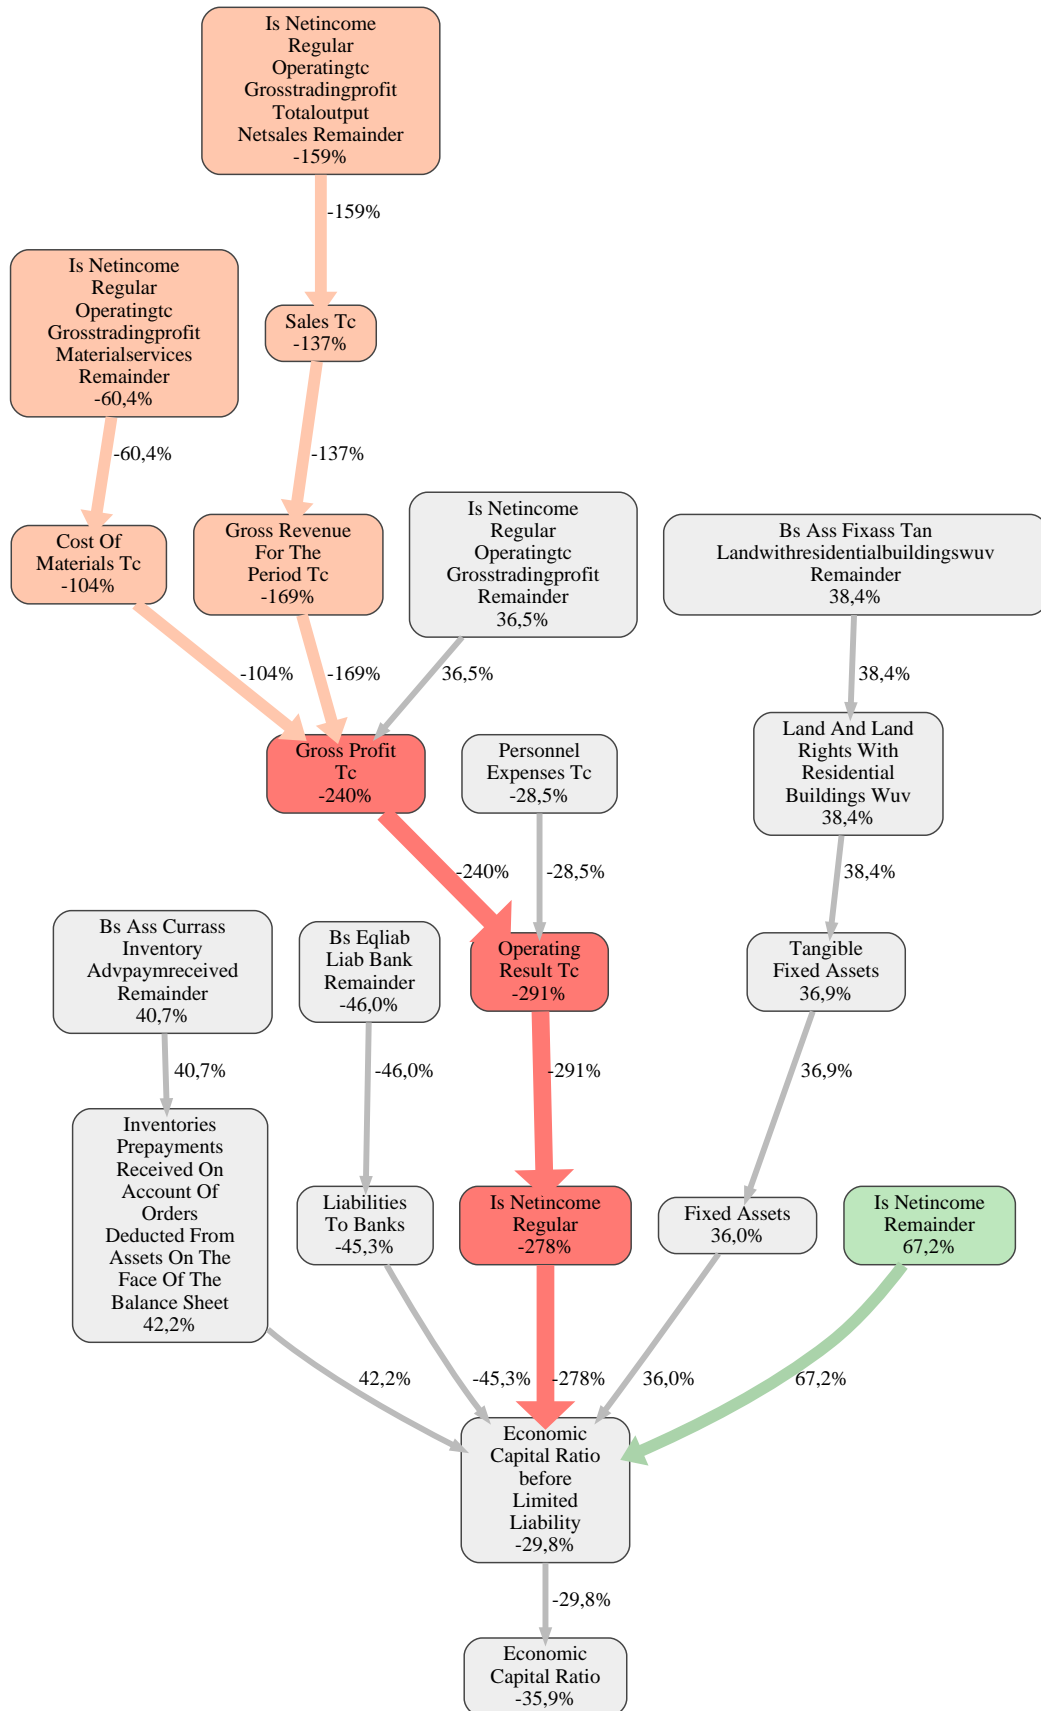 Is Netincome
Regular
Operatingtc
Grosstradingprofit
Totaloutput
Netsales Remainder
-159%
-159%
Is Netincome
Regular
Operatingtc
Grosstradingprofit
Materialservices
Remainder
-60,4%
Sales Tc
-137%
-60,4%
-137%
Cost Of
Materials Tc
-104%
Gross Revenue
For The
Period Tc
-169%
Is Netincome
Regular
Operatingtc
Grosstradingprofit
Remainder
36,5%
Bs Ass Fixass Tan
Landwithresidentialbuildingswuv
Remainder
38,4%
-104%
-169%
36,5%
38,4%
Gross Profit
Tc
-240%
Personnel
Expenses Tc
-28,5%
Land And Land
Rights With
Residential
Buildings Wuv
38,4%
-240%
-28,5%
38,4%
Bs Ass Currass
Inventory
Advpaymreceived
Remainder
40,7%
Bs Eqliab
Liab Bank
Remainder
-46,0%
Operating
Result Tc
-291%
Tangible
Fixed Assets
36,9%
40,7%
-46,0%
-291%
36,9%
Inventories
Prepayments
Received On
Account Of
Orders
Deducted From
Assets On The
Face Of The
Balance Sheet
42,2%
Liabilities
To Banks
-45,3%
Is Netincome
Regular
-278%
Fixed Assets
36,0%
Is Netincome
Remainder
67,2%
42,2%
-45,3%
-278%
36,0%
67,2%
Economic
Capital Ratio
before
Limited
Liability
-29,8%
-29,8%
Economic
Capital Ratio
-35,9%